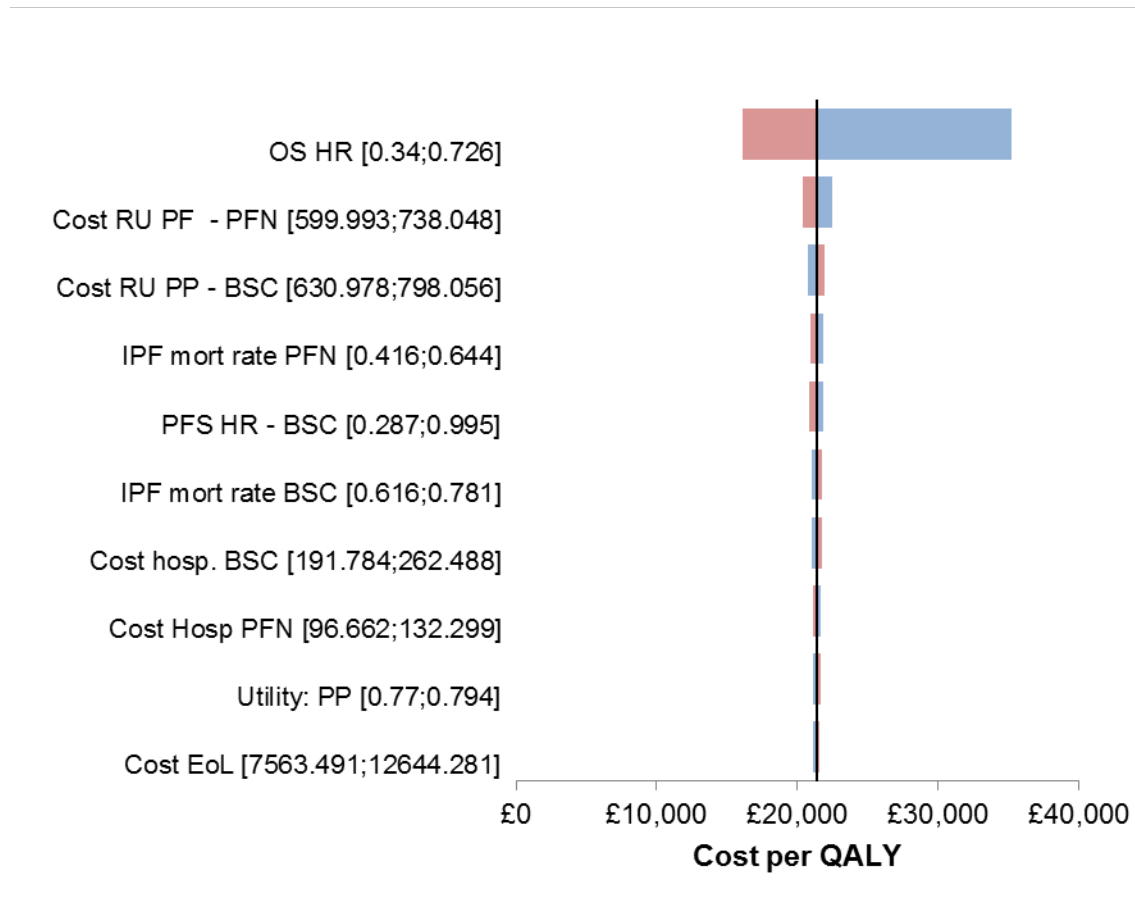 OS HR [0.34;0.726]
Cost RU PF  - PFN [599.993;738.048]
Cost RU PP - BSC [630.978;798.056]
IPF mort rate PFN [0.416;0.644]
PFS HR - BSC [0.287;0.995]
IPF mort rate BSC [0.616;0.781]
Cost hosp. BSC [191.784;262.488]
Cost Hosp PFN [96.662;132.299]
Utility: PP [0.77;0.794]
Cost EoL [7563.491;12644.281]
£0 £10,000 £20,000 £30,000 £40,000
Cost per QALY